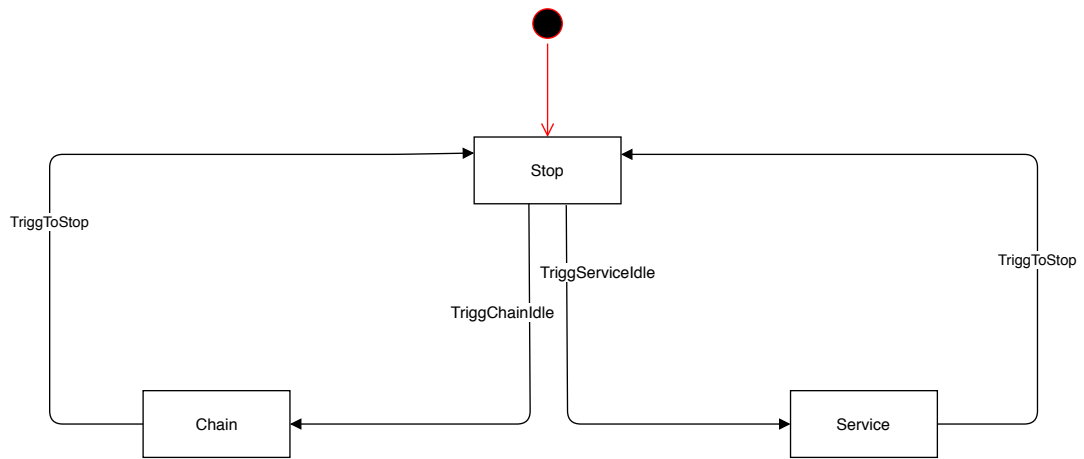 Stop
TriggToStop
TriggToStop
TriggServiceIdle
TriggChainIdle
Chain
Service